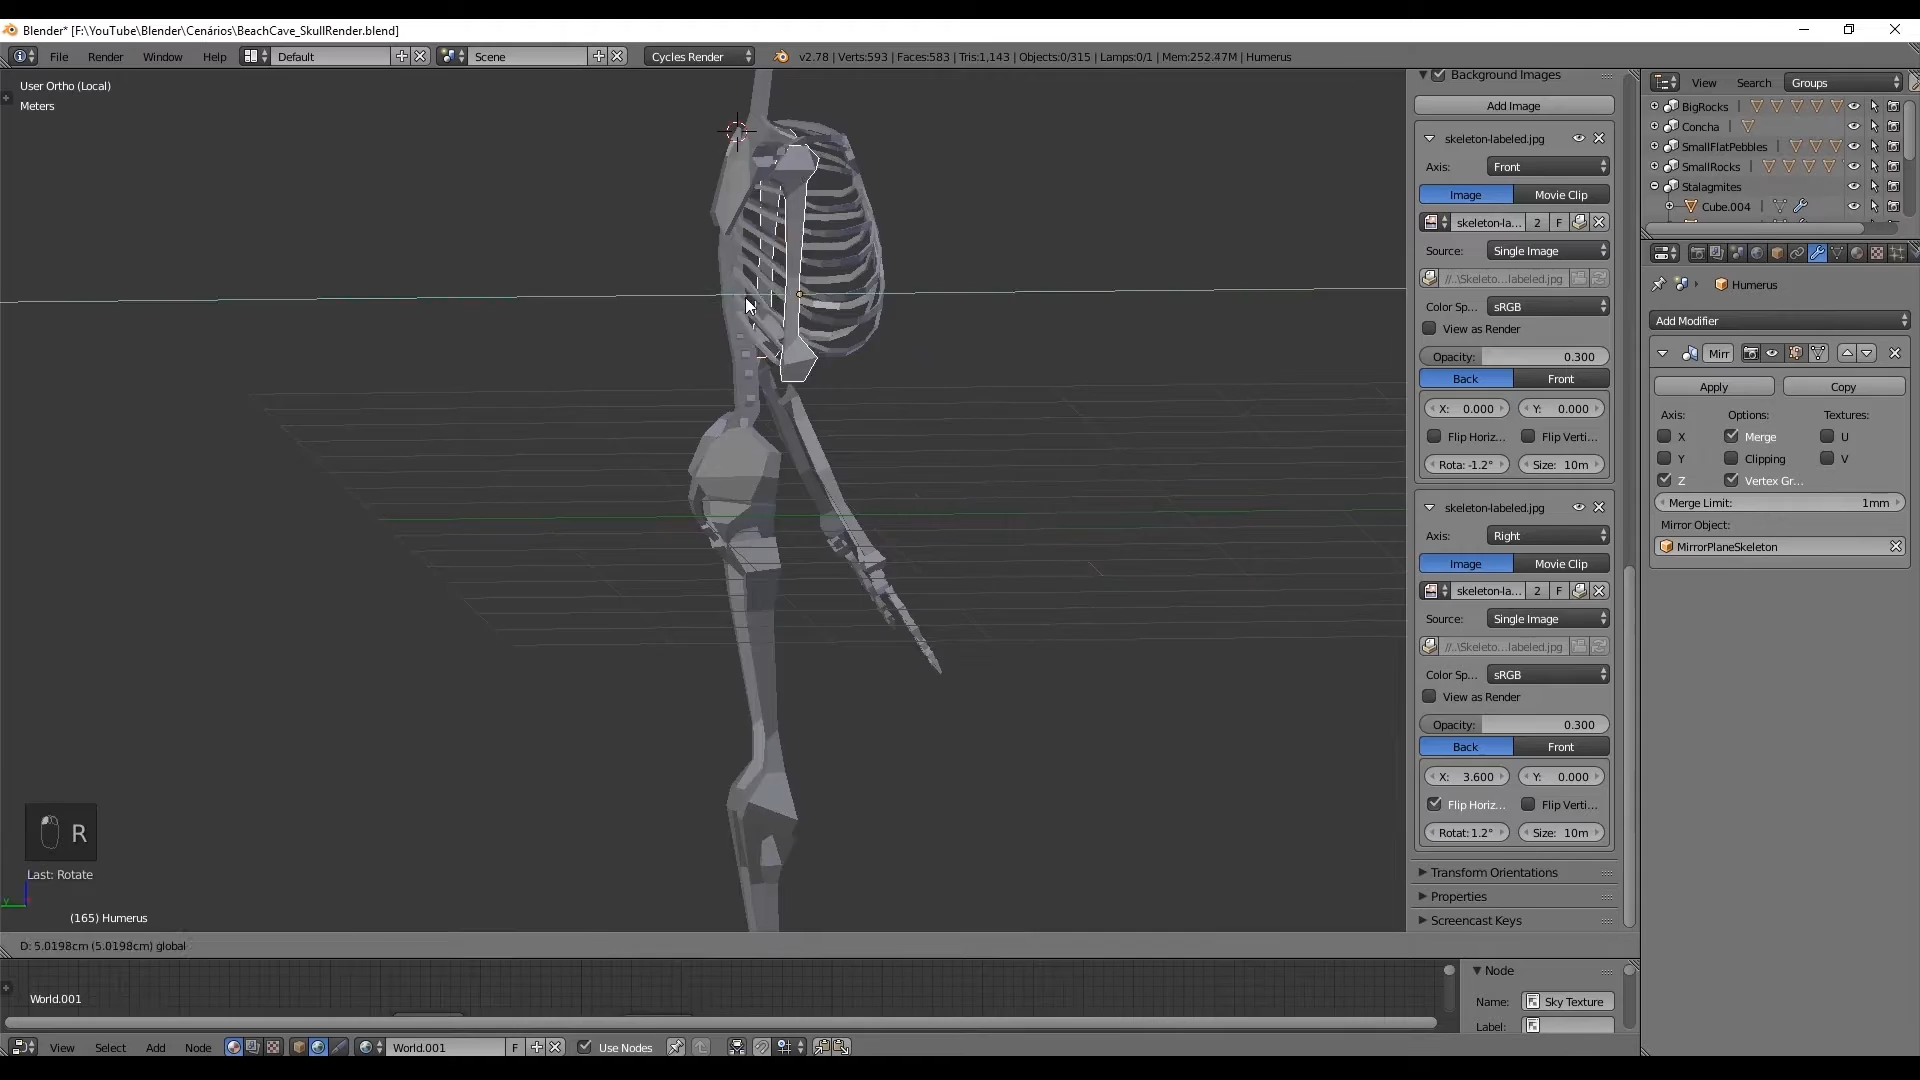 Blender* [F:\YouTube\Blender\Cenários\BeachCave_SkullRender.blend]
File Render Window Help Default Scene Cycles Render v2.78 | Verts:593 | Faces:583 | Tris:1,143 | Objects:0/315 | Lamps:0/1 | Mem:252.47M | Humerus
User Ortho (Local)
Meters
R
Last: Rotate
y
(165) Humerus
D: 5.0198cm (5.0198cm) global
Background Images
Add Image
skeleton-labeled.jpg
Axis: Front
Image Movie Clip
skeleton-la... 2 F
Source: Single Image
//..\Skeleto...labeled.jpg
Color Sp... sRGB
View as Render
Opacity: 0.300
Back Front
X: 0.000 Y: 0.000
Flip Horiz... Flip Verti...
Rota: -1.2° Size: 10m
skeleton-labeled.jpg
Axis: Right
Image Movie Clip
skeleton-la... 2 F
Source: Single Image
//..\Skeleto...labeled.jpg
Color Sp... sRGB
View as Render
Opacity: 0.300
Back Front
X: 3.600 Y: 0.000
Flip Horiz... Flip Verti...
Rotat: 1.2° Size: 10m
Transform Orientations
Properties
Screencast Keys
View Search Groups
BigRocks
Concha
SmallFlatPebbles
SmallRocks
Stalagmites
Cube.004
Humerus
Add Modifier
Mirr
Apply Copy
Axis: Options: Textures:
X Merge U
Y Clipping V
Z Vertex Gr...
Merge Limit: 1mm
Mirror Object:
MirrorPlaneSkeleton
World.001
Node
Name: Sky Texture
Label:
View Select Add Node World.001 F Use Nodes